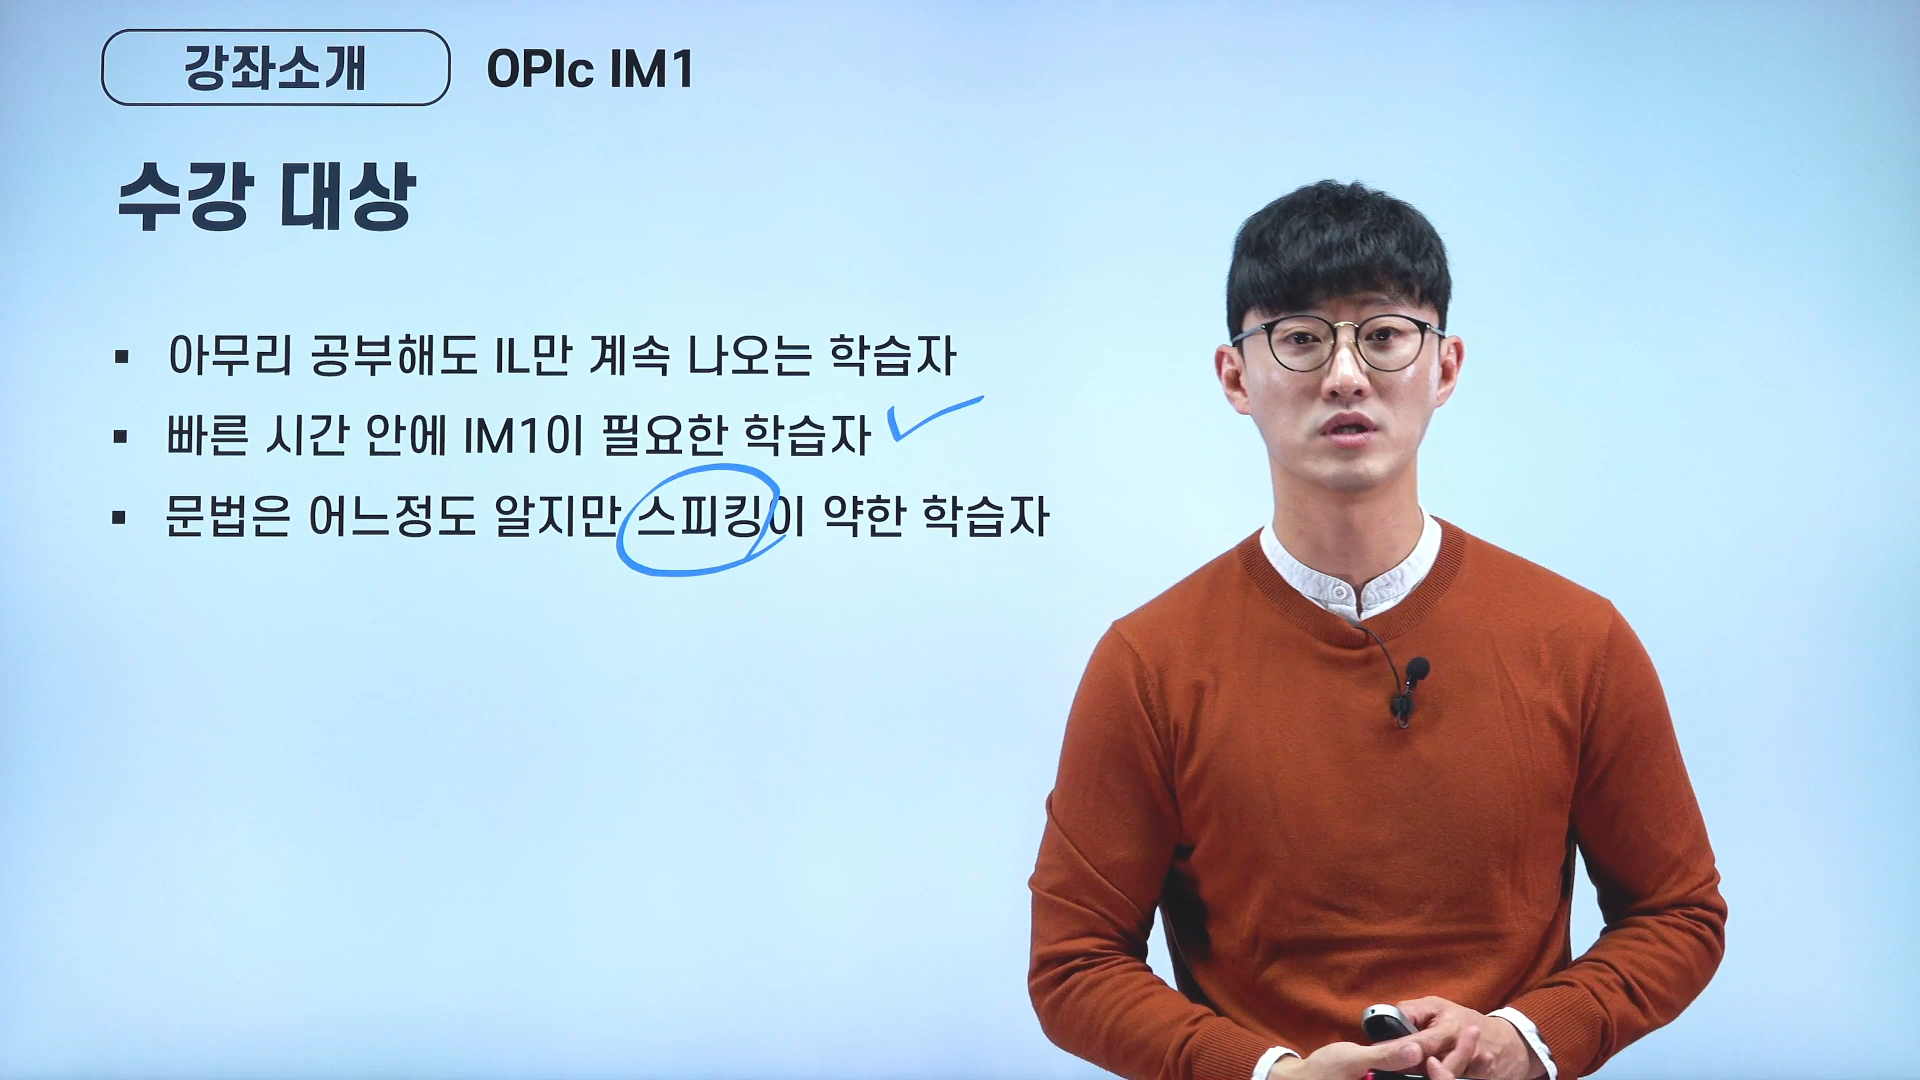 강좌소개 OPIc IM1
수강 대상
▪ 아무리 공부해도 IL만 계속 나오는 학습자
▪ 빠른 시간 안에 IM1이 필요한 학습자
▪ 문법은 어느정도 알지만 스피킹이 약한 학습자